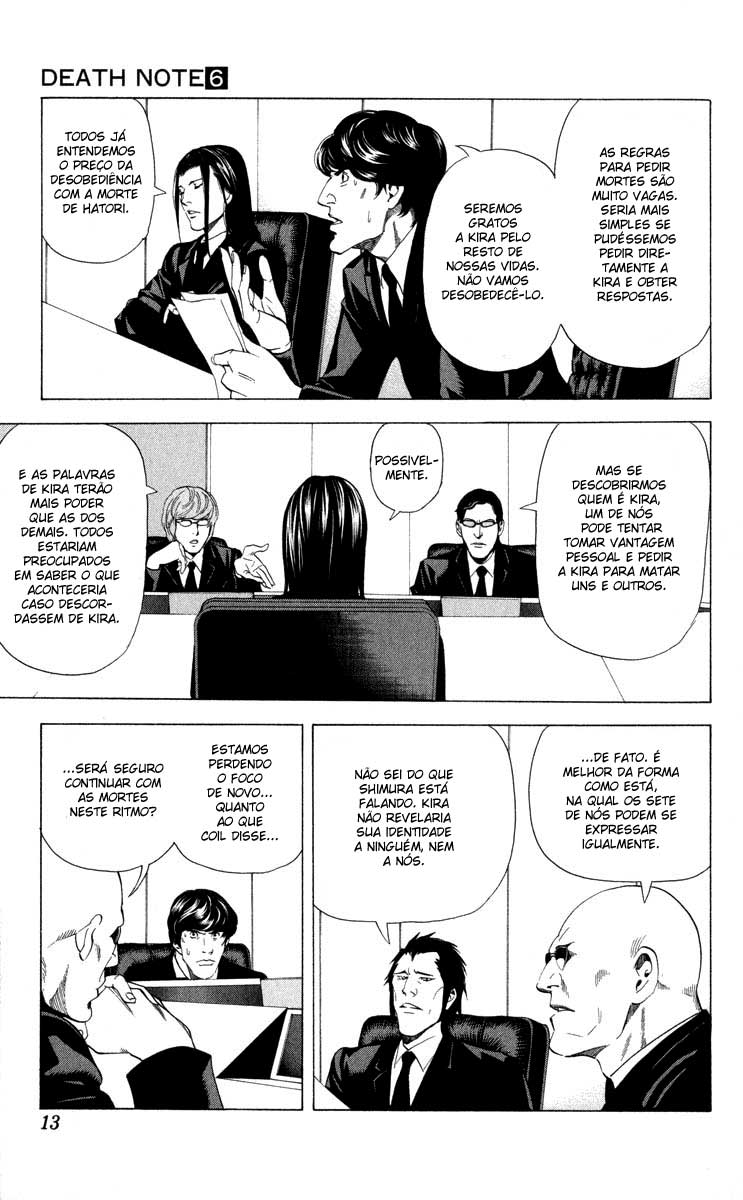 DEATH NOTE 6
AS REGRAS
PARA PEDIR
MORTES SÃO
MUITO VAGAS.
SERIA MAIS
SIMPLES SE
PUDÉSSEMOS
PEDIR DIRE-
TAMENTE A
KIRA E OBTER
RESPOSTAS.
SEREMOS
GRATOS
A KIRA PELO
RESTO DE
NOSSAS VIDAS.
NÃO VAMOS
DESOBEDECÊ-LO.
TODOS JÁ
ENTENDEMOS
O PREÇO DA
DESOBEDIÊNCIA
COM A MORTE
DE HATORI.
MAS SE
DESCOBRIRMOS
QUEM É KIRA,
UM DE NÓS
PODE TENTAR
TOMAR VANTAGEM
PESSOAL E PEDIR
A KIRA PARA MATAR
UNS E OUTROS.
POSSIVEL-
MENTE.
E AS PALAVRAS
DE KIRA TERÃO
MAIS PODER
QUE AS DOS
DEMAIS. TODOS
ESTARIAM
PREOCUPADOS
EM SABER O QUE
ACONTECERIA
CASO DESCOR-
DASSEM DE KIRA.
...DE FATO. É
MELHOR DA FORMA
COMO ESTÁ,
NA QUAL OS SETE
DE NÓS PODEM SE
EXPRESSAR
IGUALMENTE.
NÃO SEI DO QUE
SHIMURA ESTÁ
FALANDO. KIRA
NÃO REVELARIA
SUA IDENTIDADE
A NINGUÉM, NEM
A NÓS.
ESTAMOS
PERDENDO
O FOCO
DE NOVO...
QUANTO
AO QUE
COIL DISSE...
...SERÁ SEGURO
CONTINUAR COM
AS MORTES
NESTE RITMO?
13